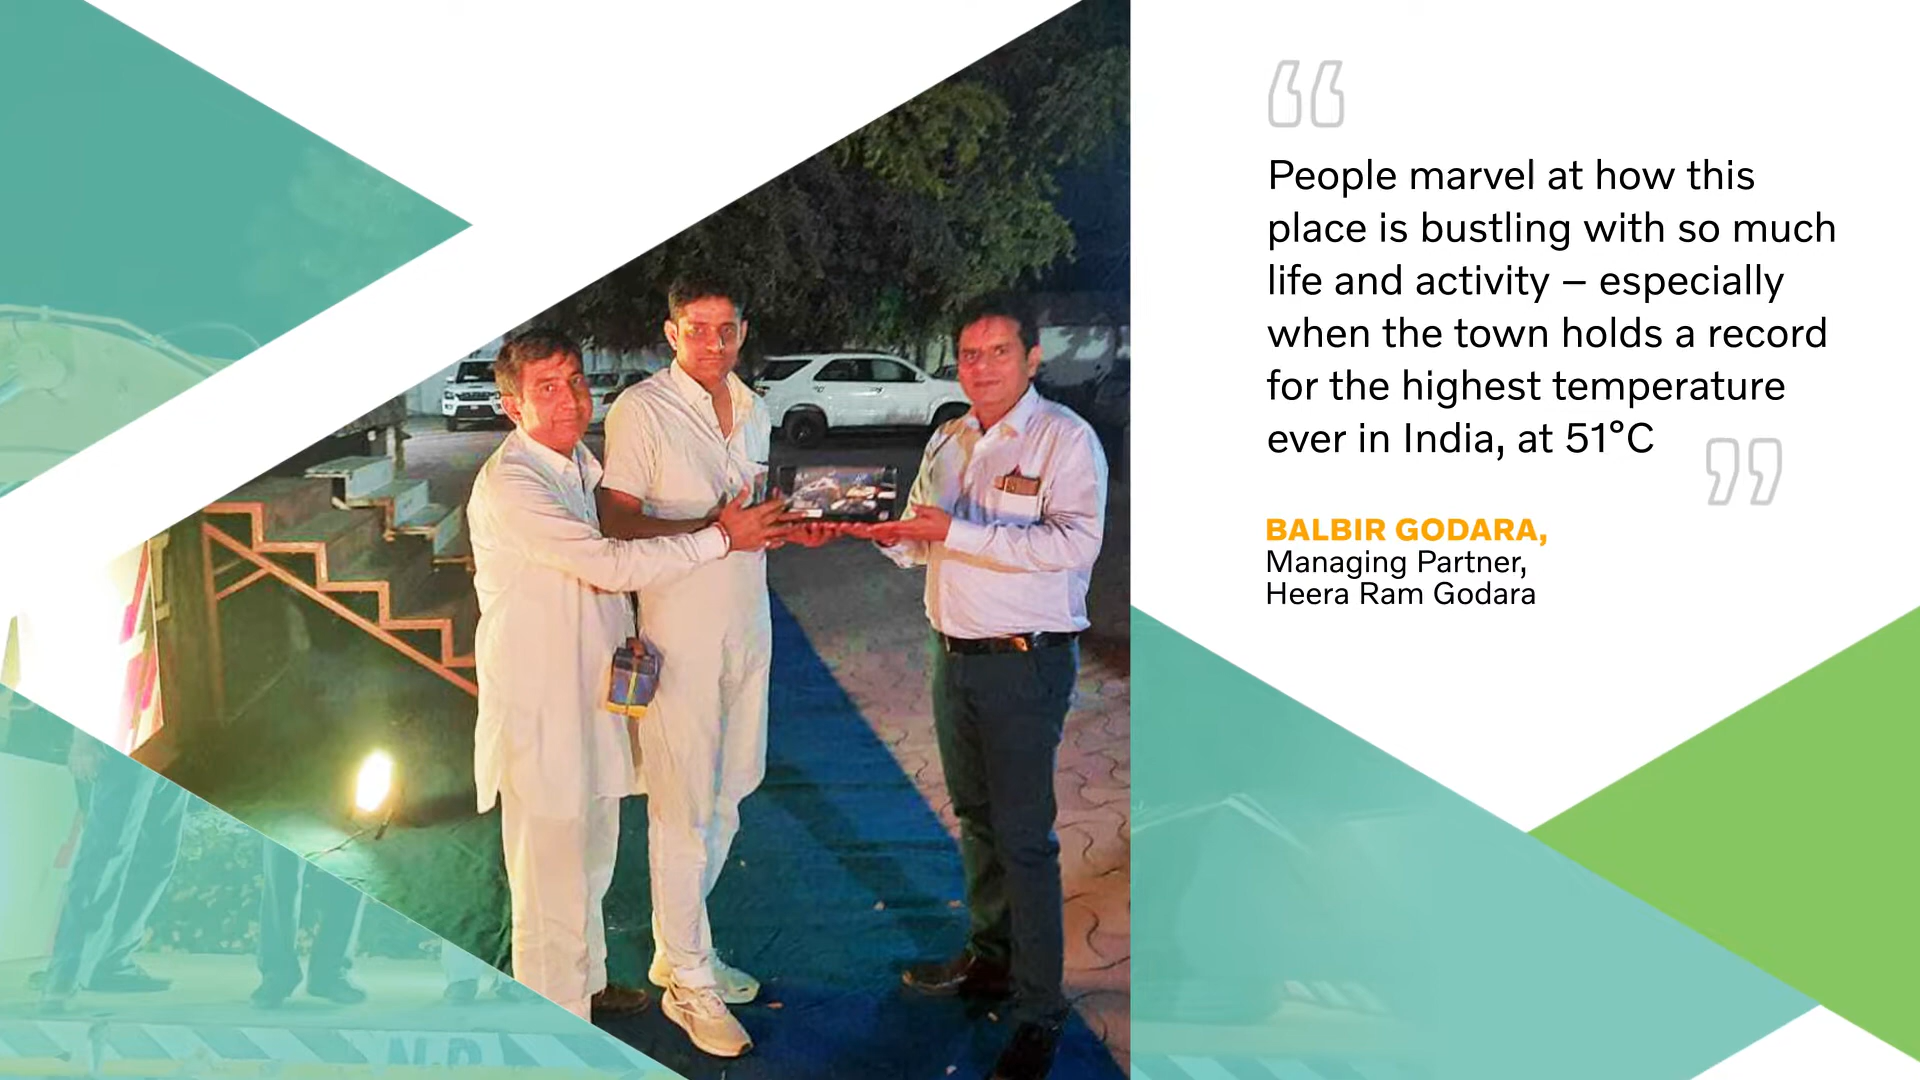 People marvel at how this
place is bustling with so much
life and activity – especially
when the town holds a record
for the highest temperature
ever in India, at 51°C
BALBIR GODARA,
Managing Partner,
Heera Ram Godara
N.P